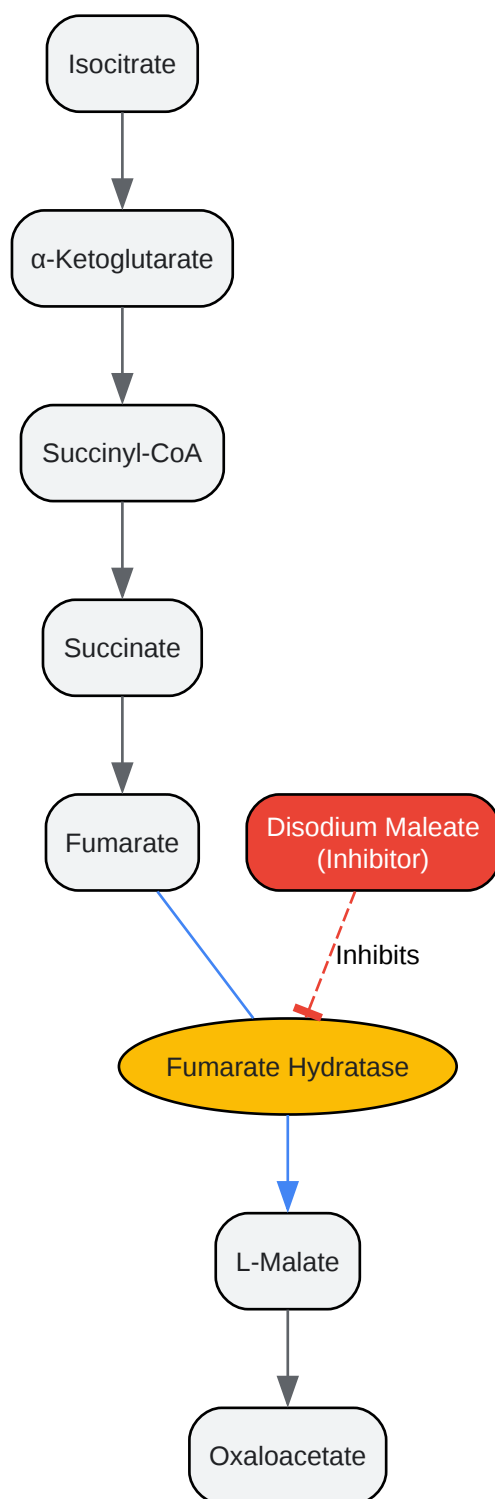 Isocitrate
α-Ketoglutarate
Succinyl-CoA
Succinate
Fumarate
Disodium Maleate
(Inhibitor)
Inhibits
Fumarate Hydratase
L-Malate
Oxaloacetate